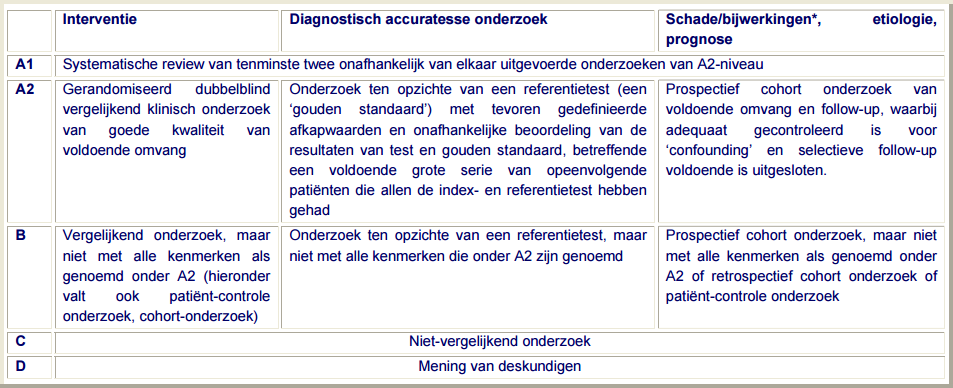 Interventie
Diagnostisch accuratesse onderzoek
Schade/bijwerkingen*, etiologie,
prognose
A1
Systematische review van tenminste twee onafhankelijk van elkaar uitgevoerde onderzoeken van A2-niveau
A2
Gerandomiseerd dubbelblind
vergelijkend klinisch onderzoek
van goede kwaliteit van
voldoende omvang
Onderzoek ten opzichte van een referentietest (een
‘gouden standaard’) met tevoren gedefinieerde
afkapwaarden en onafhankelijke beoordeling van de
resultaten van test en gouden standaard, betreffende
een voldoende grote serie van opeenvolgende
patiënten die allen de index- en referentietest hebben
gehad
Prospectief cohort onderzoek van
voldoende omvang en follow-up, waarbij
adequaat gecontroleerd is voor
‘confounding’ en selectieve follow-up
voldoende is uitgesloten.
B
Vergelijkend onderzoek, maar
niet met alle kenmerken als
genoemd onder A2 (hieronder
valt ook patiënt-controle
onderzoek, cohort-onderzoek)
Onderzoek ten opzichte van een referentietest, maar
niet met alle kenmerken die onder A2 zijn genoemd
Prospectief cohort onderzoek, maar niet
met alle kenmerken als genoemd onder
A2 of retrospectief cohort onderzoek of
patiënt-controle onderzoek
C
Niet-vergelijkend onderzoek
D
Mening van deskundigen